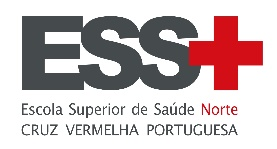 ESS+
Escola Superior de Saúde Norte
CRUZ VERMELHA PORTUGUESA